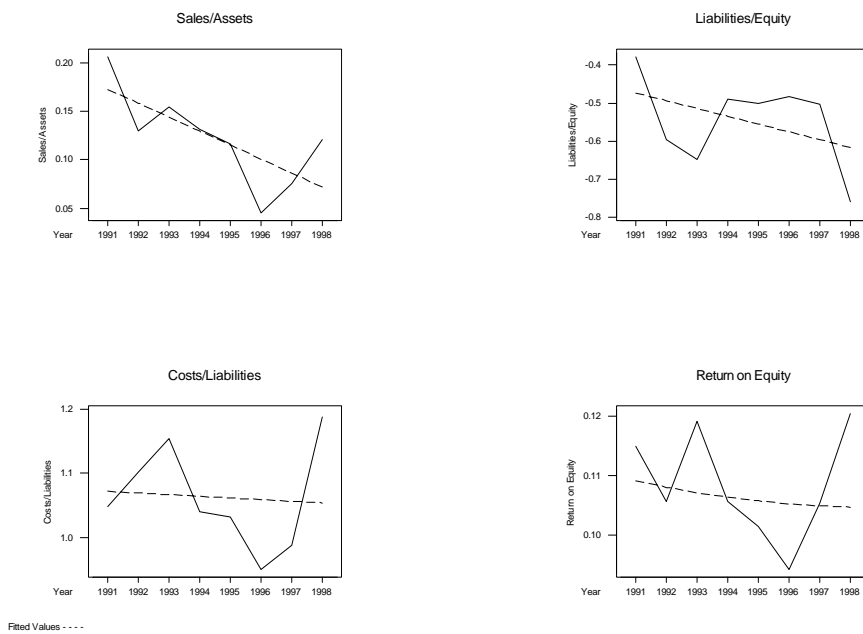 Sales/Assets
Sales/Assets
0.20
0.15
0.10
0.05
Year 1991 1992 1993 1994 1995 1996 1997 1998
Liabilities/Equity
Liabilities/Equity
-0.4
-0.5
-0.6
-0.7
-0.8
Year 1991 1992 1993 1994 1995 1996 1997 1998
Costs/Liabilities
Costs/Liabilities
1.2
1.1
1.0
Year 1991 1992 1993 1994 1995 1996 1997 1998
Return on Equity
Return on Equity
0.12
0.11
0.10
Year 1991 1992 1993 1994 1995 1996 1997 1998
Fitted Values - - - -